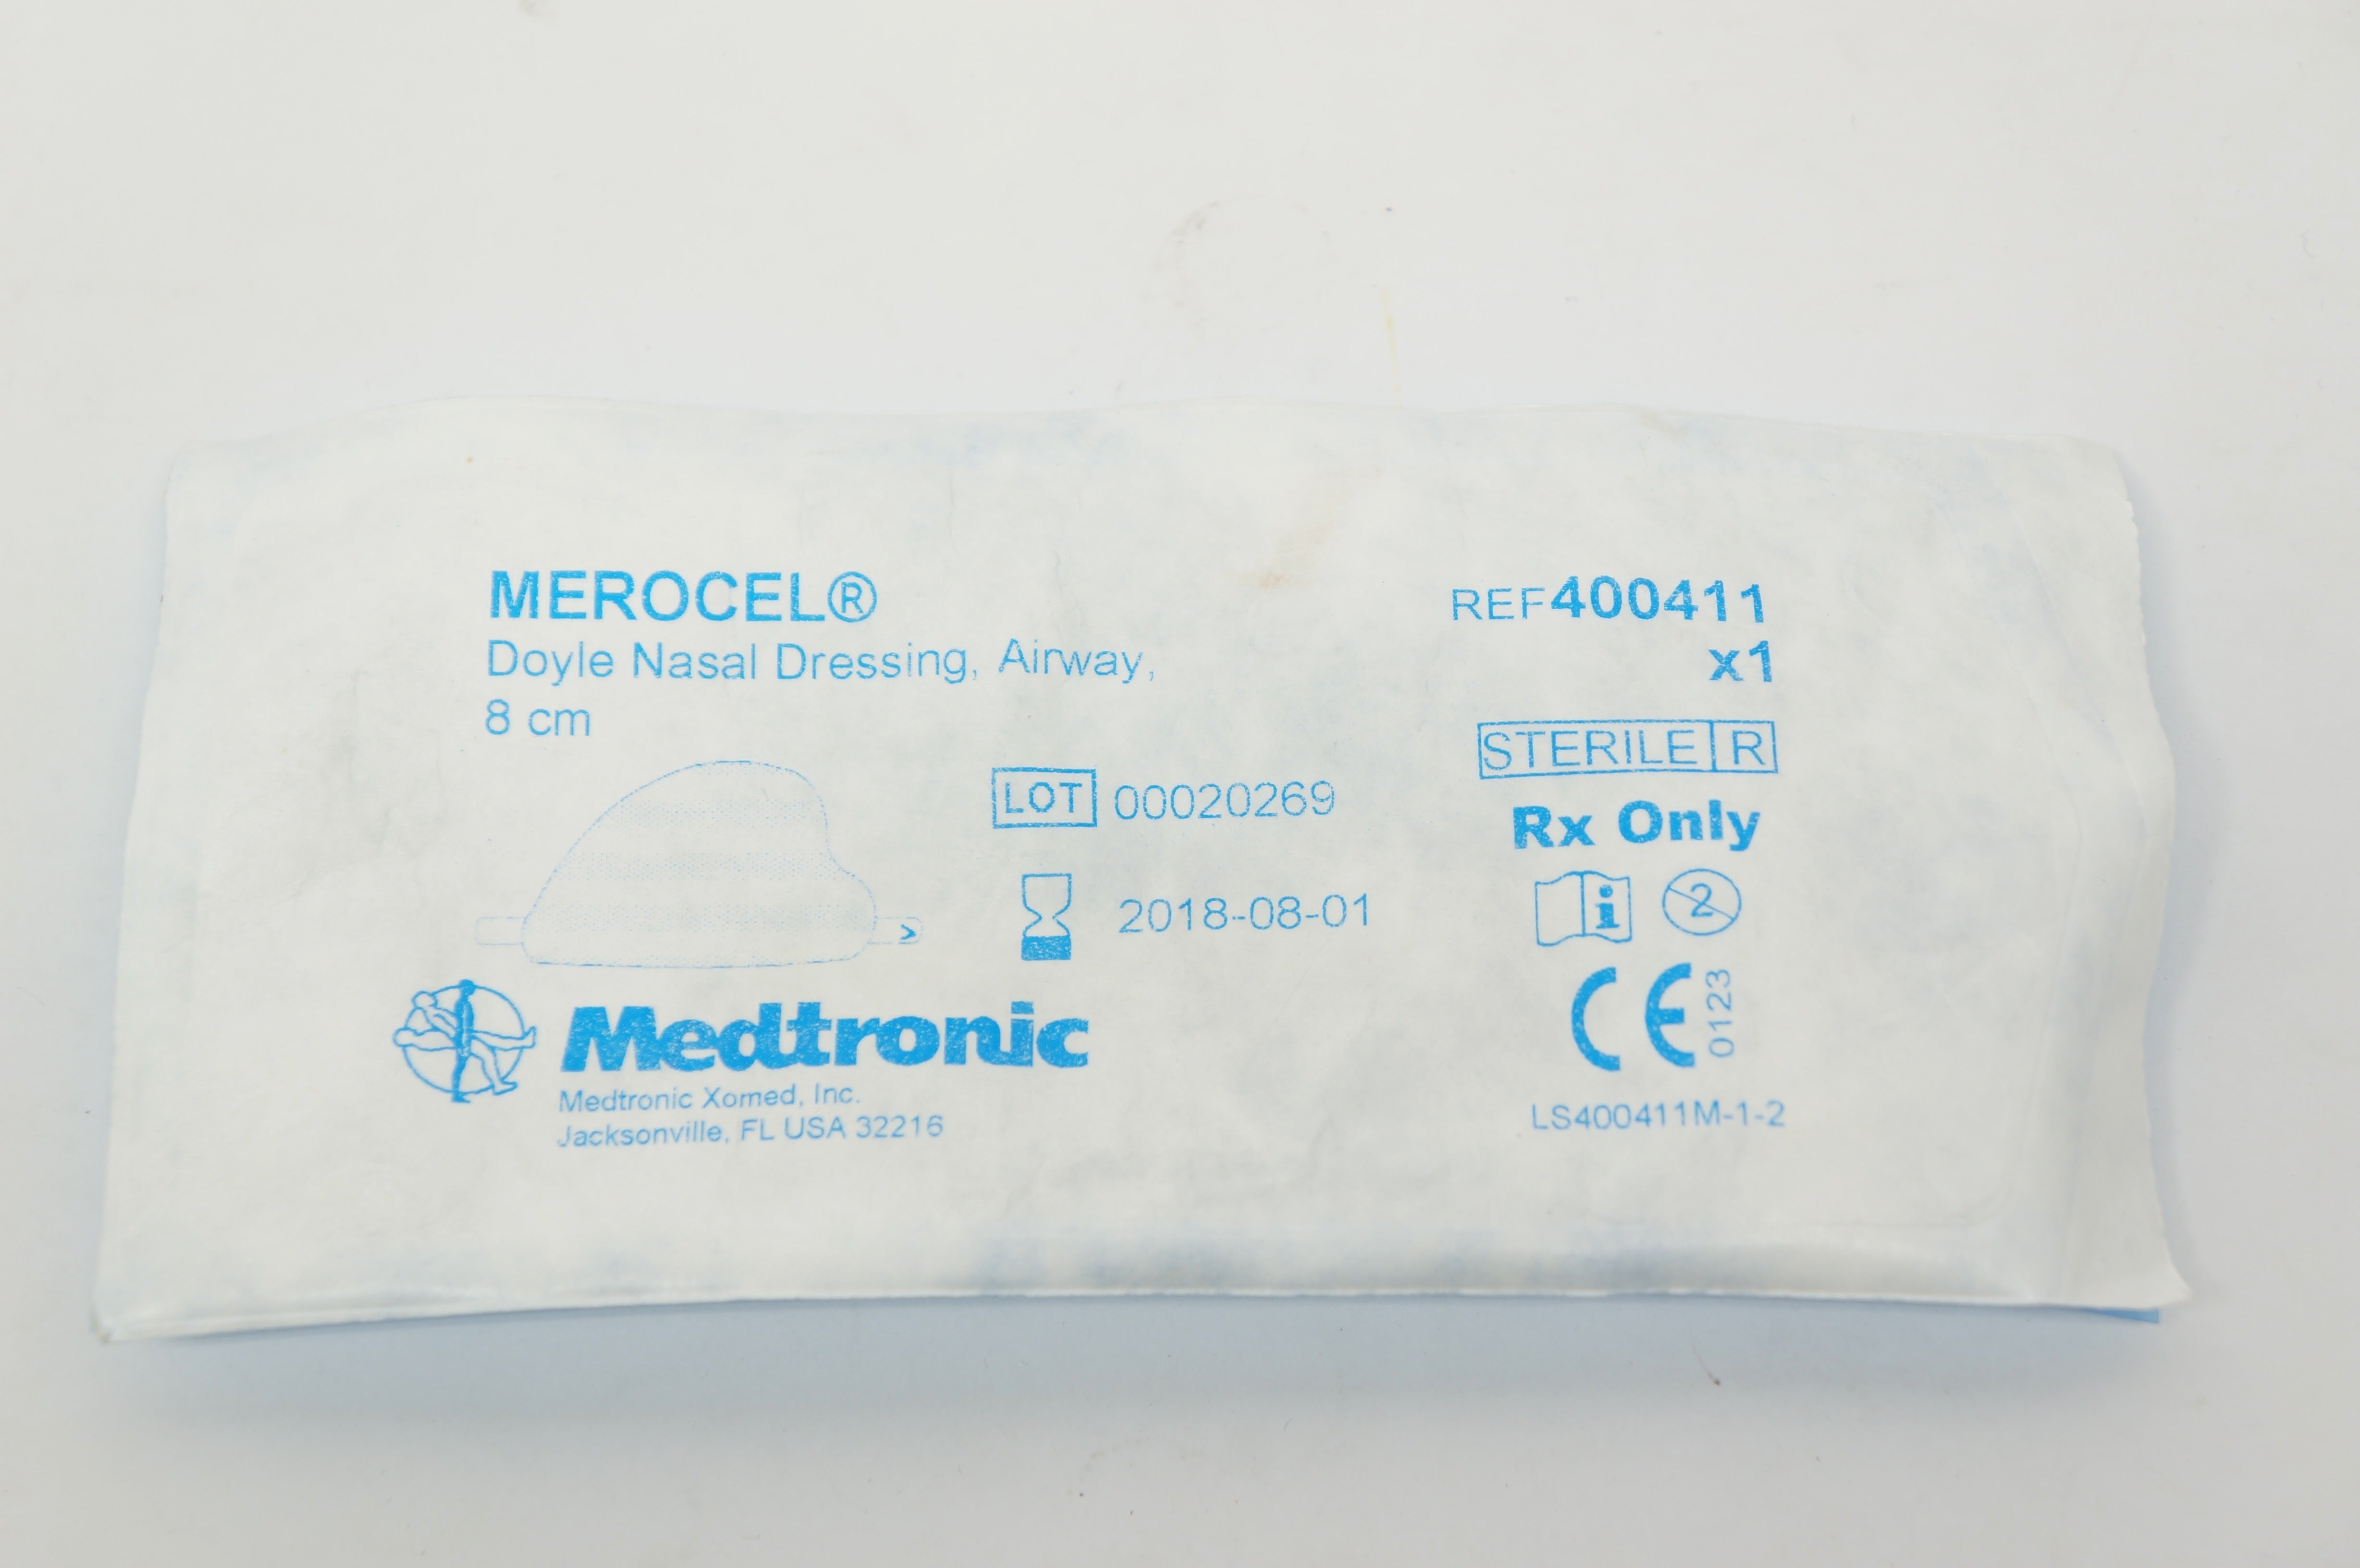 MEROCEL®
Doyle Nasal Dressing, Airway,
8 cm
REF400411
x1
STERILE R
LOT 00020269
Rx Only
2018-08-01
i
2
>
Medtronic
Medtronic Xomed, Inc.
Jacksonville, FL USA 32216
CE 0123
LS400411M-1-2